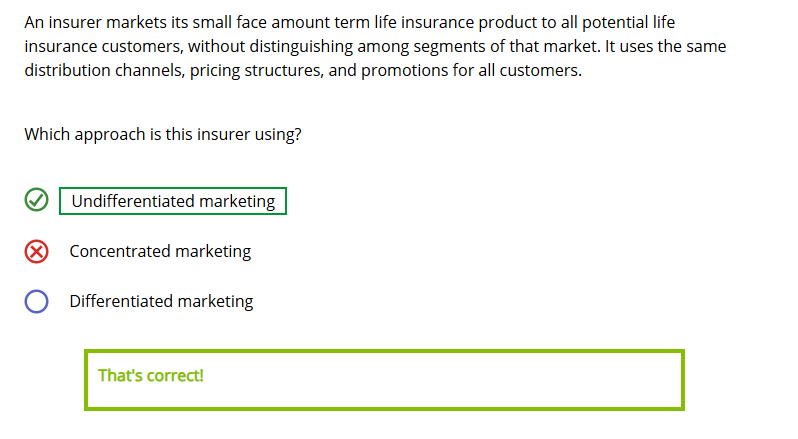 An insurer markets its small face amount term life insurance product to all potential life
insurance customers, without distinguishing among segments of that market. It uses the same
distribution channels, pricing structures, and promotions for all customers.
Which approach is this insurer using?
Undifferentiated marketing
Concentrated marketing
Differentiated marketing
That's correct!